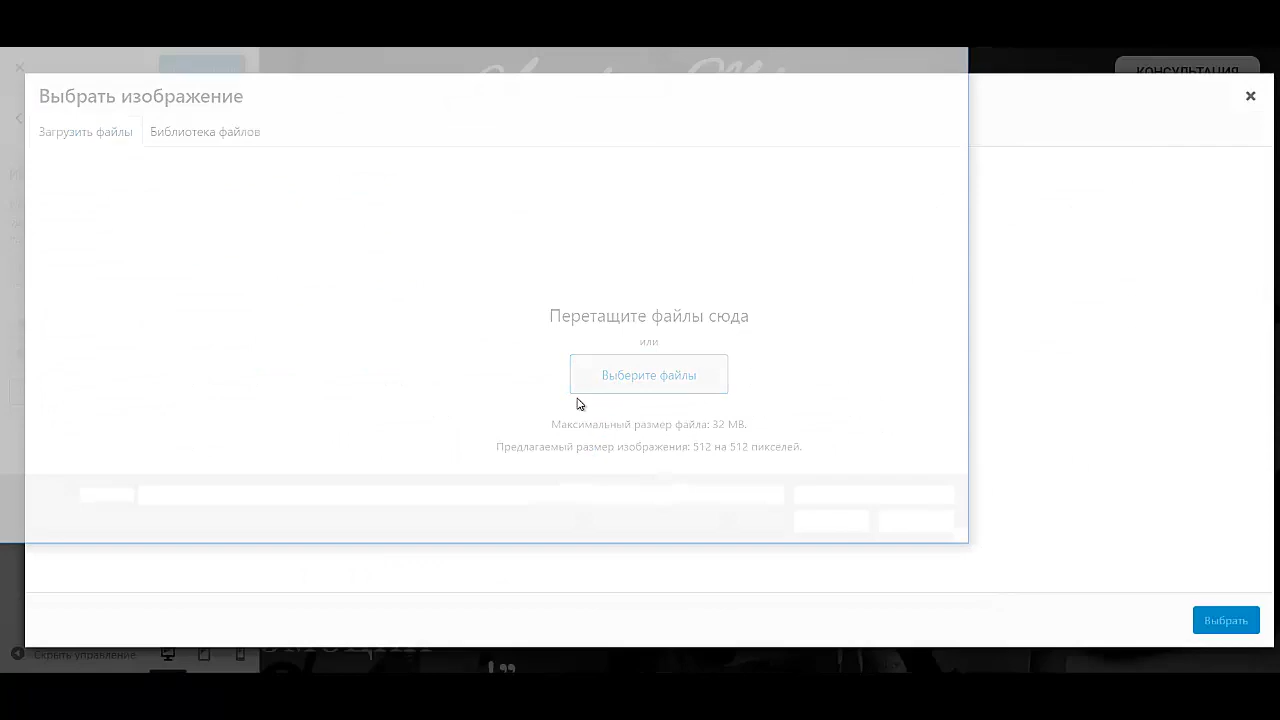 КОНСУЛЬТАЦИЯ
Выбрать изображение
Загрузить файлы
Библиотека файлов
Перетащите файлы сюда
или
Выберите файлы
Максимальный размер файла: 32 MB.
Предлагаемый размер изображения: 512 на 512 пикселей.
Выбрать
Скрыть управление